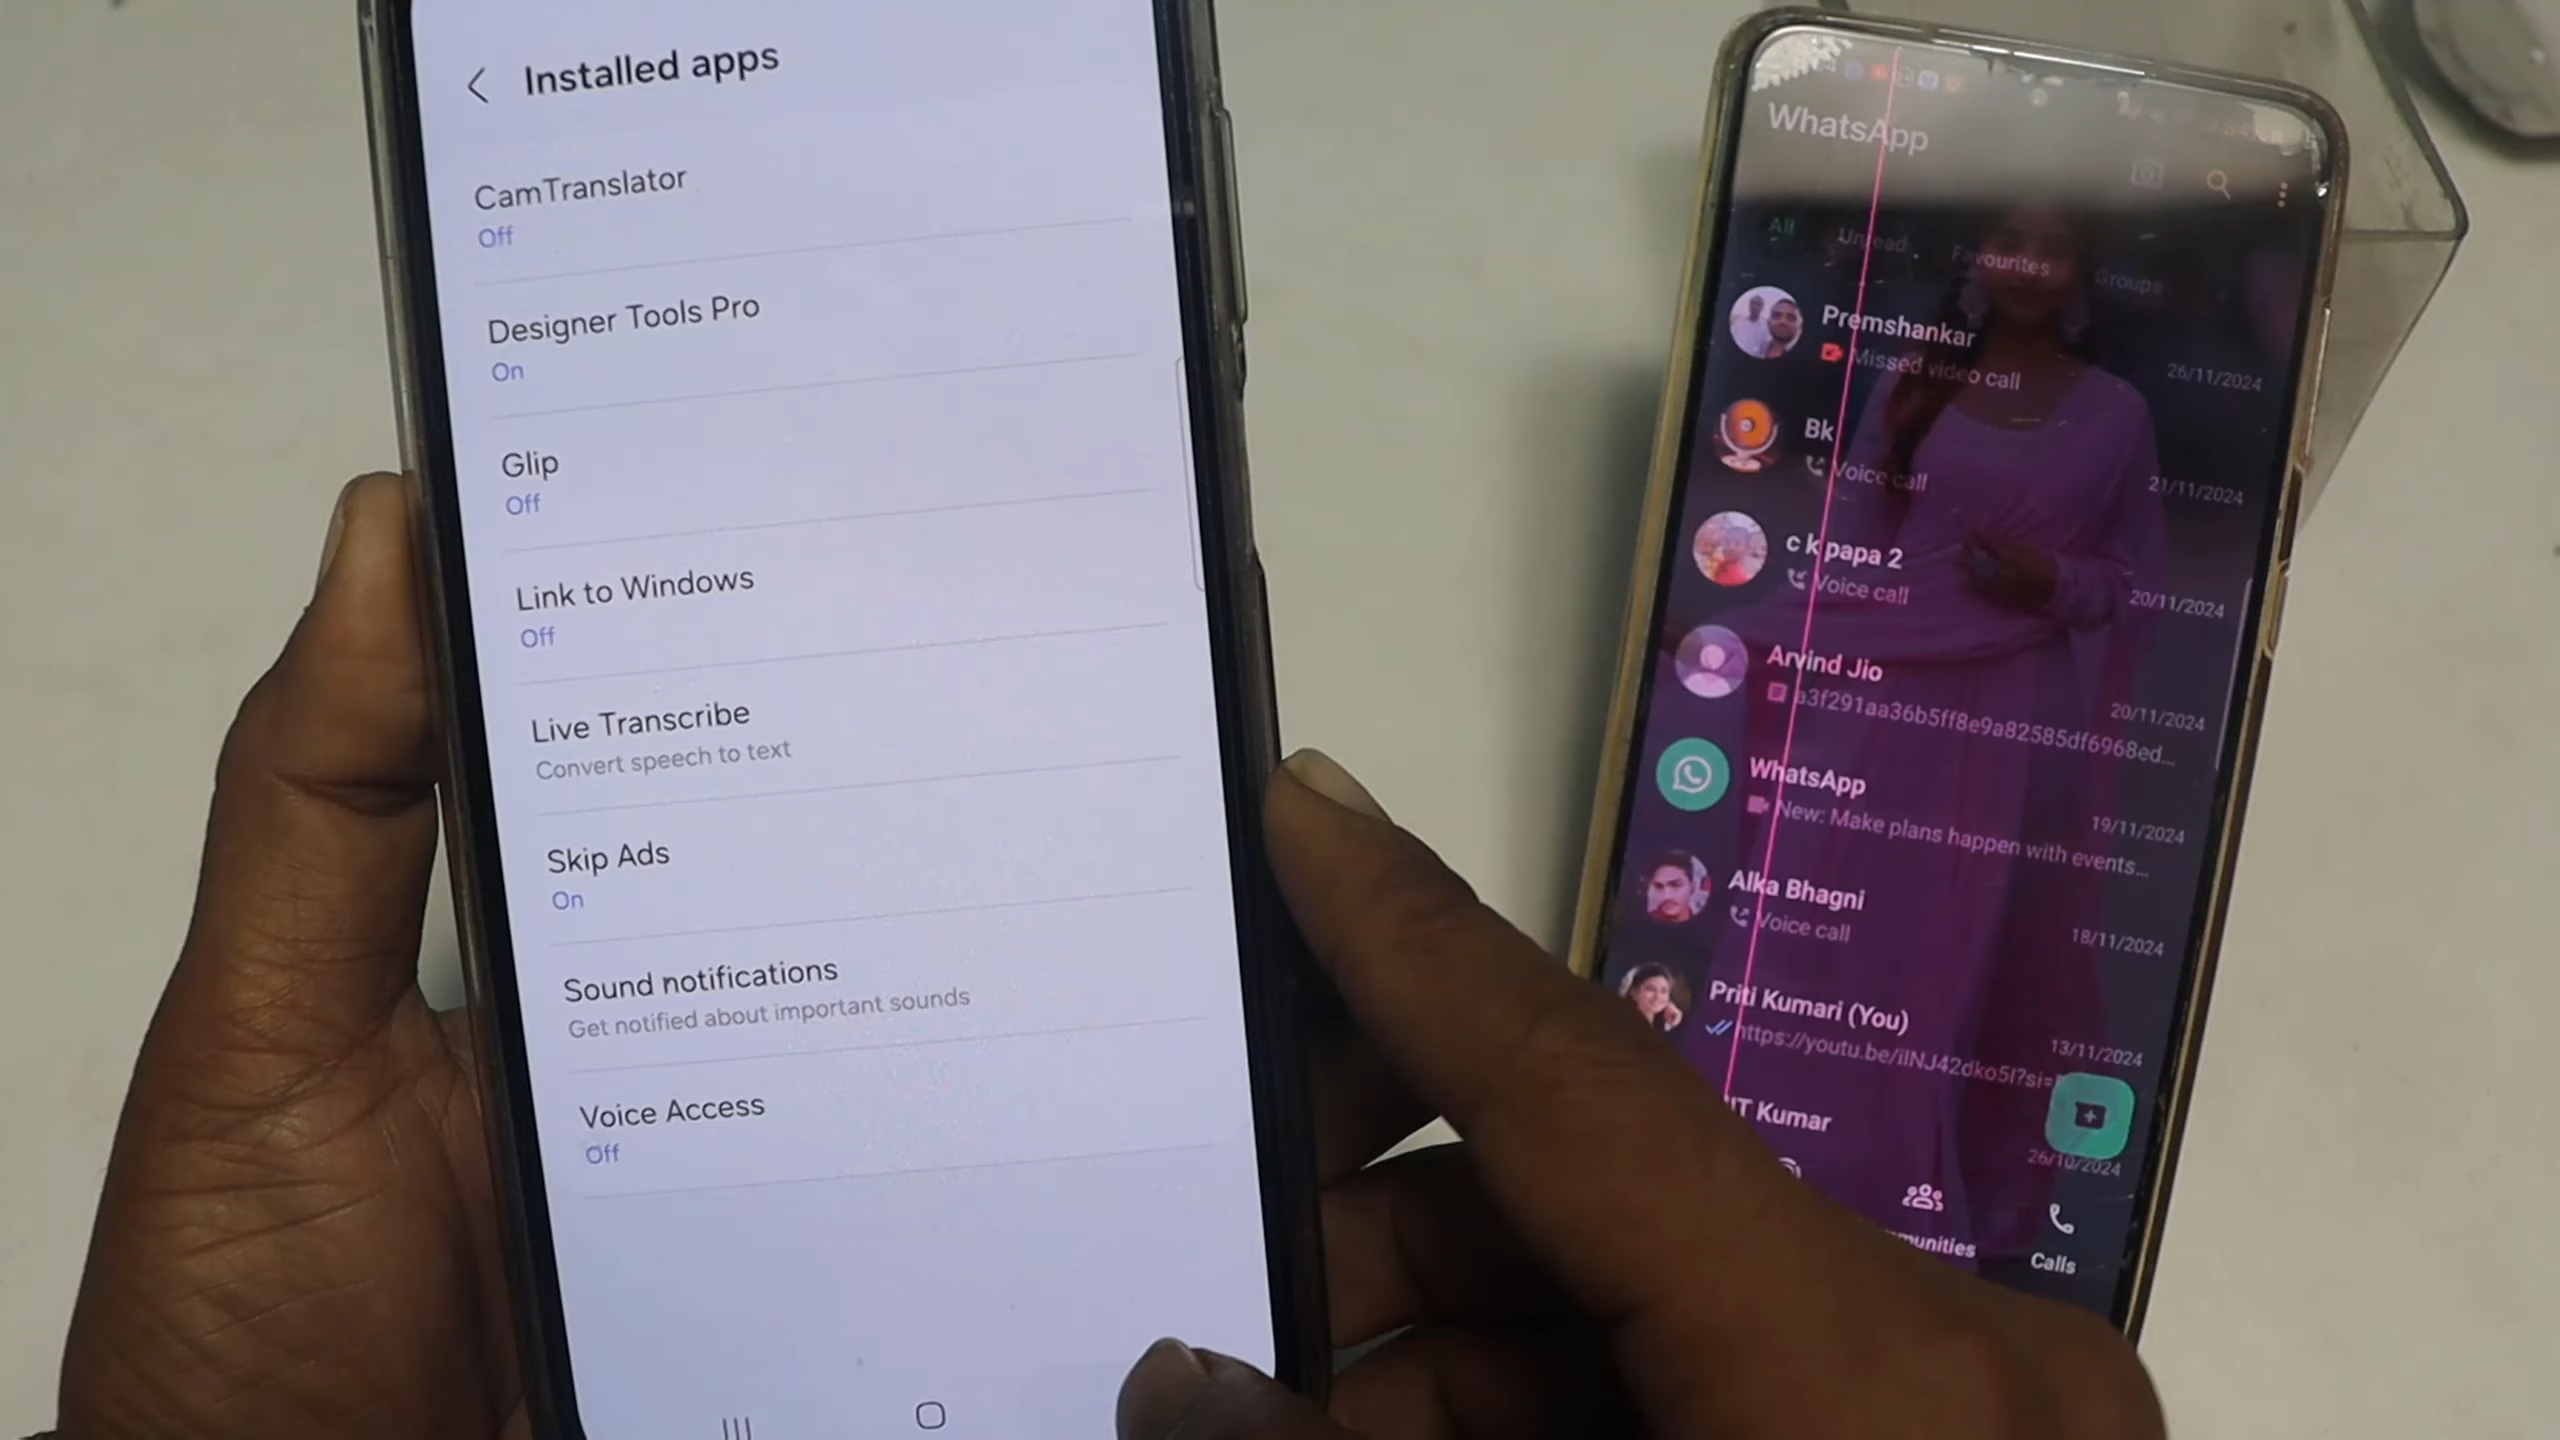 Installed apps
CamTranslator
Off
Designer Tools Pro
On
Glip
Off
Link to Windows
Off
Live Transcribe
Convert speech to text
Skip Ads
On
Sound notifications
Get notified about important sounds
Voice Access
Off
WhatsApp
All Unread Favourites Groups
Premshankar
Missed video call 26/11/2024
Bk
Voice call 21/11/2024
c k papa 2
Voice call 20/11/2024
Arvind Jio
a3f291aa36b5ff8e9a82585df6968ed... 20/11/2024
WhatsApp
New: Make plans happen with events... 19/11/2024
Alka Bhagni
Voice call 18/11/2024
Priti Kumari (You)
https://youtu.be/iINJ42dko5I?si= 13/11/2024
IT Kumar
26/10/2024
munities Calls